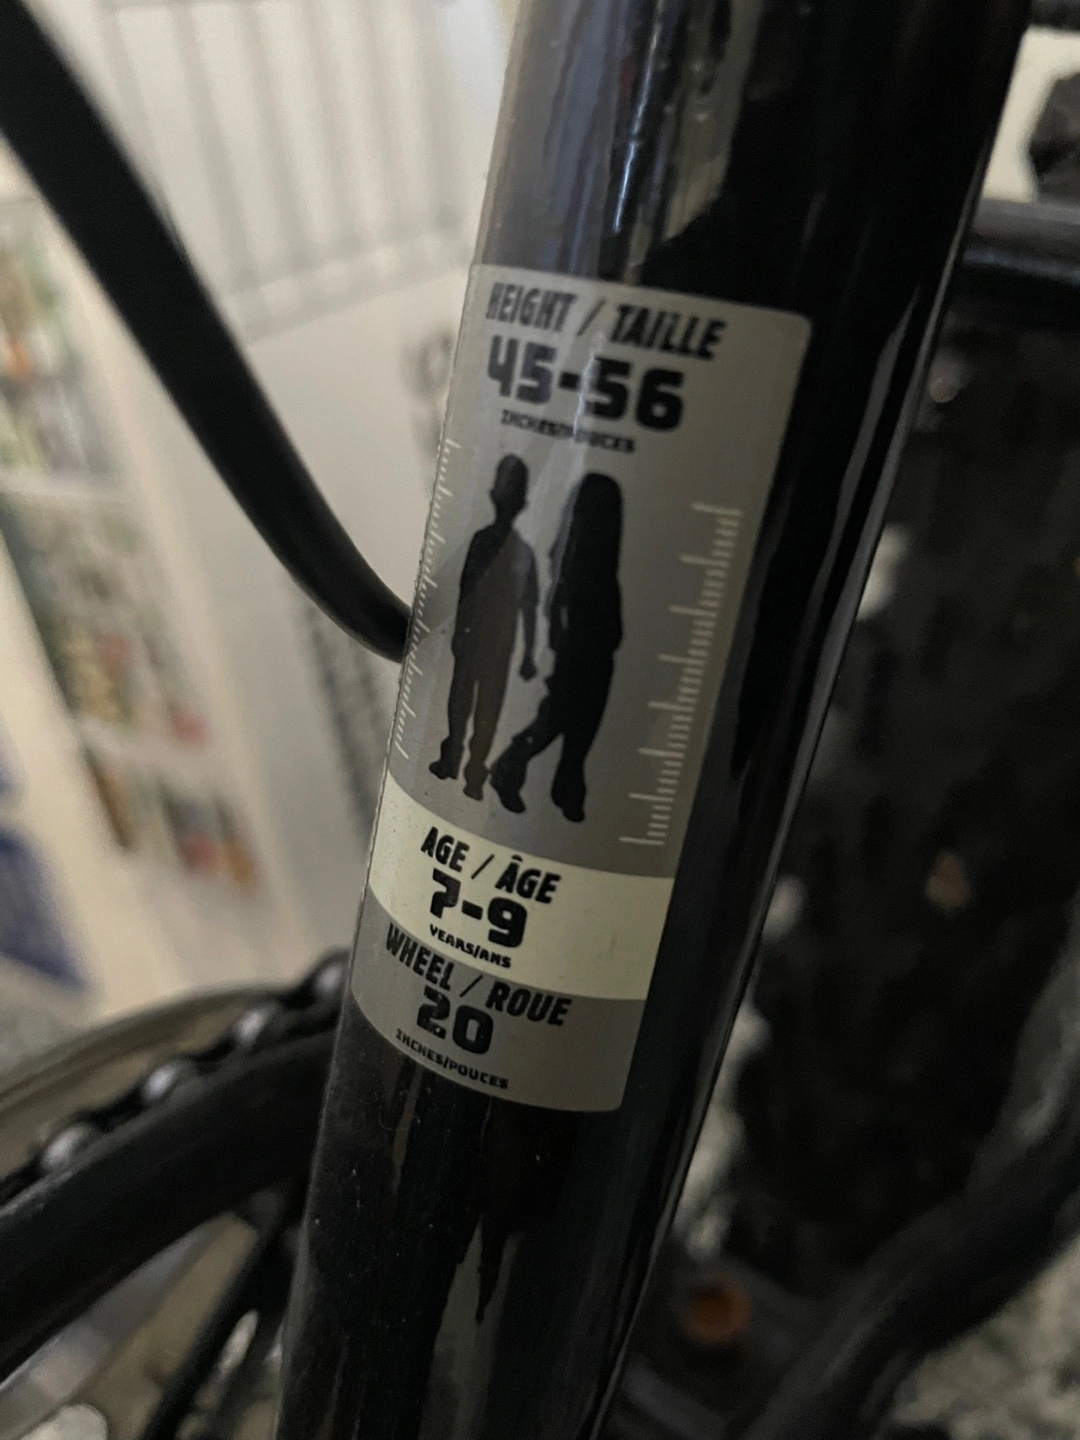 HEIGHT / TAILLE
45-56
INCHES/POUCES
AGE / ÂGE
7-9
YEARS/ANS
WHEEL / ROUE
20
INCHES/POUCES